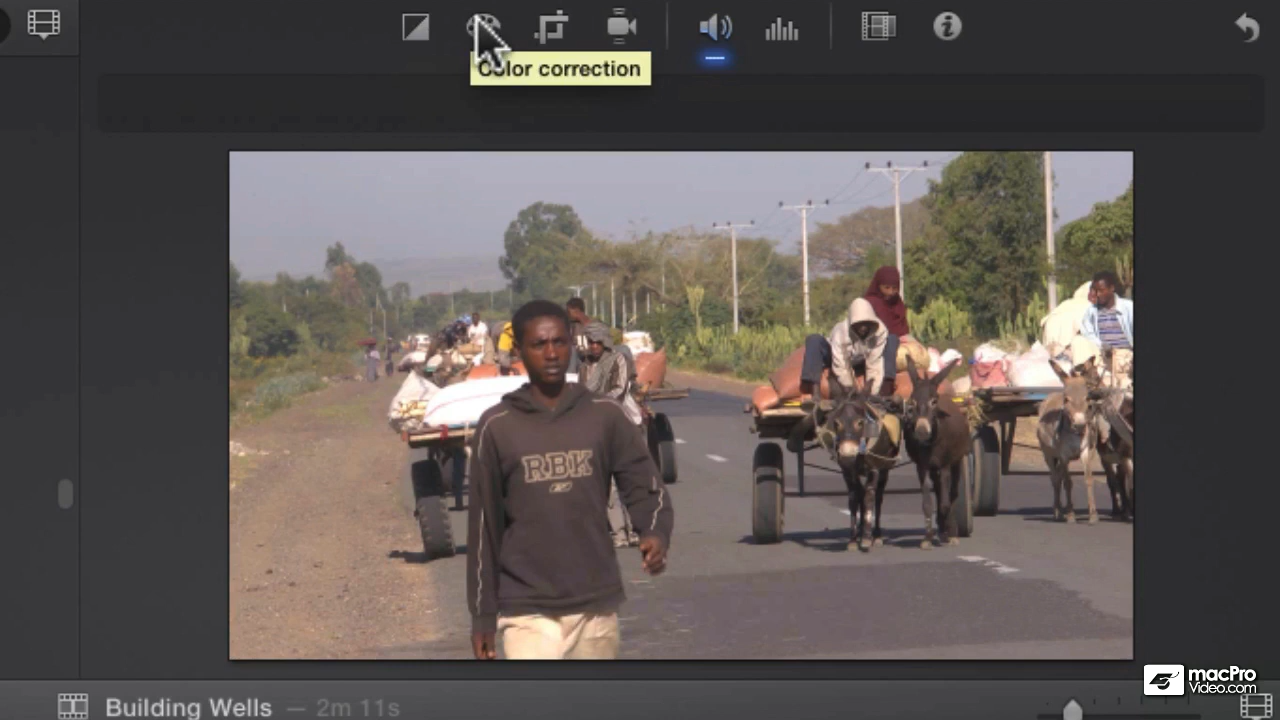 Color correction
RBK
macPro
Video.com
Building Wells — 2m 11s